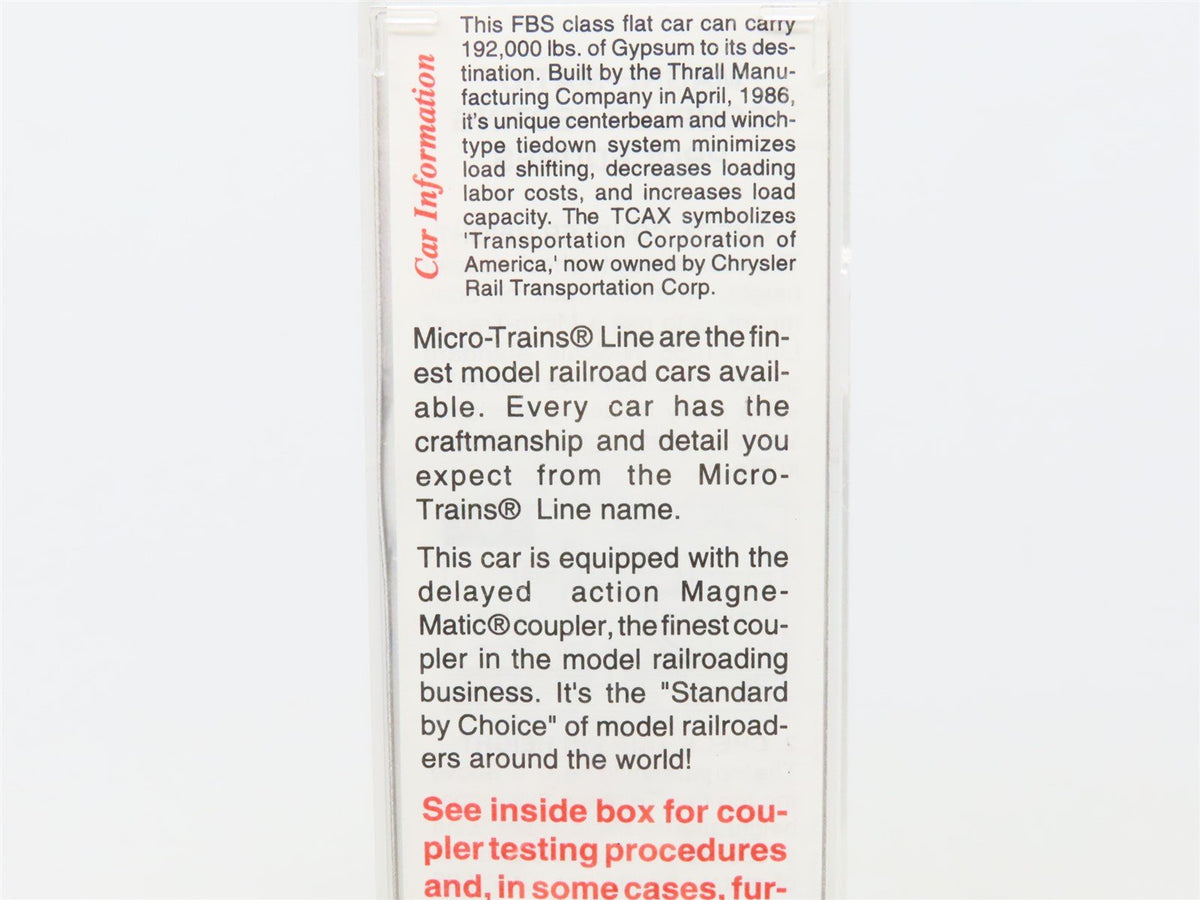 Car Information
This FBS class flat car can carry
192,000 lbs. of Gypsum to its des-
tination. Built by the Thrall Manu-
facturing Company in April, 1986,
it's unique centerbeam and winch-
type tiedown system minimizes
load shifting, decreases loading
labor costs, and increases load
capacity. The TCAX symbolizes
'Transportation Corporation of
America,' now owned by Chrysler
Rail Transportation Corp.
Micro-Trains® Line are the fin-
est model railroad cars avail-
able. Every car has the
craftmanship and detail you
expect from the Micro-
Trains® Line name.
This car is equipped with the
delayed action Magne-
Matic® coupler, the finest cou-
pler in the model railroading
business. It's the "Standard
by Choice" of model railroad-
ers around the world!
See inside box for cou-
pler testing procedures
and, in some cases, fur-